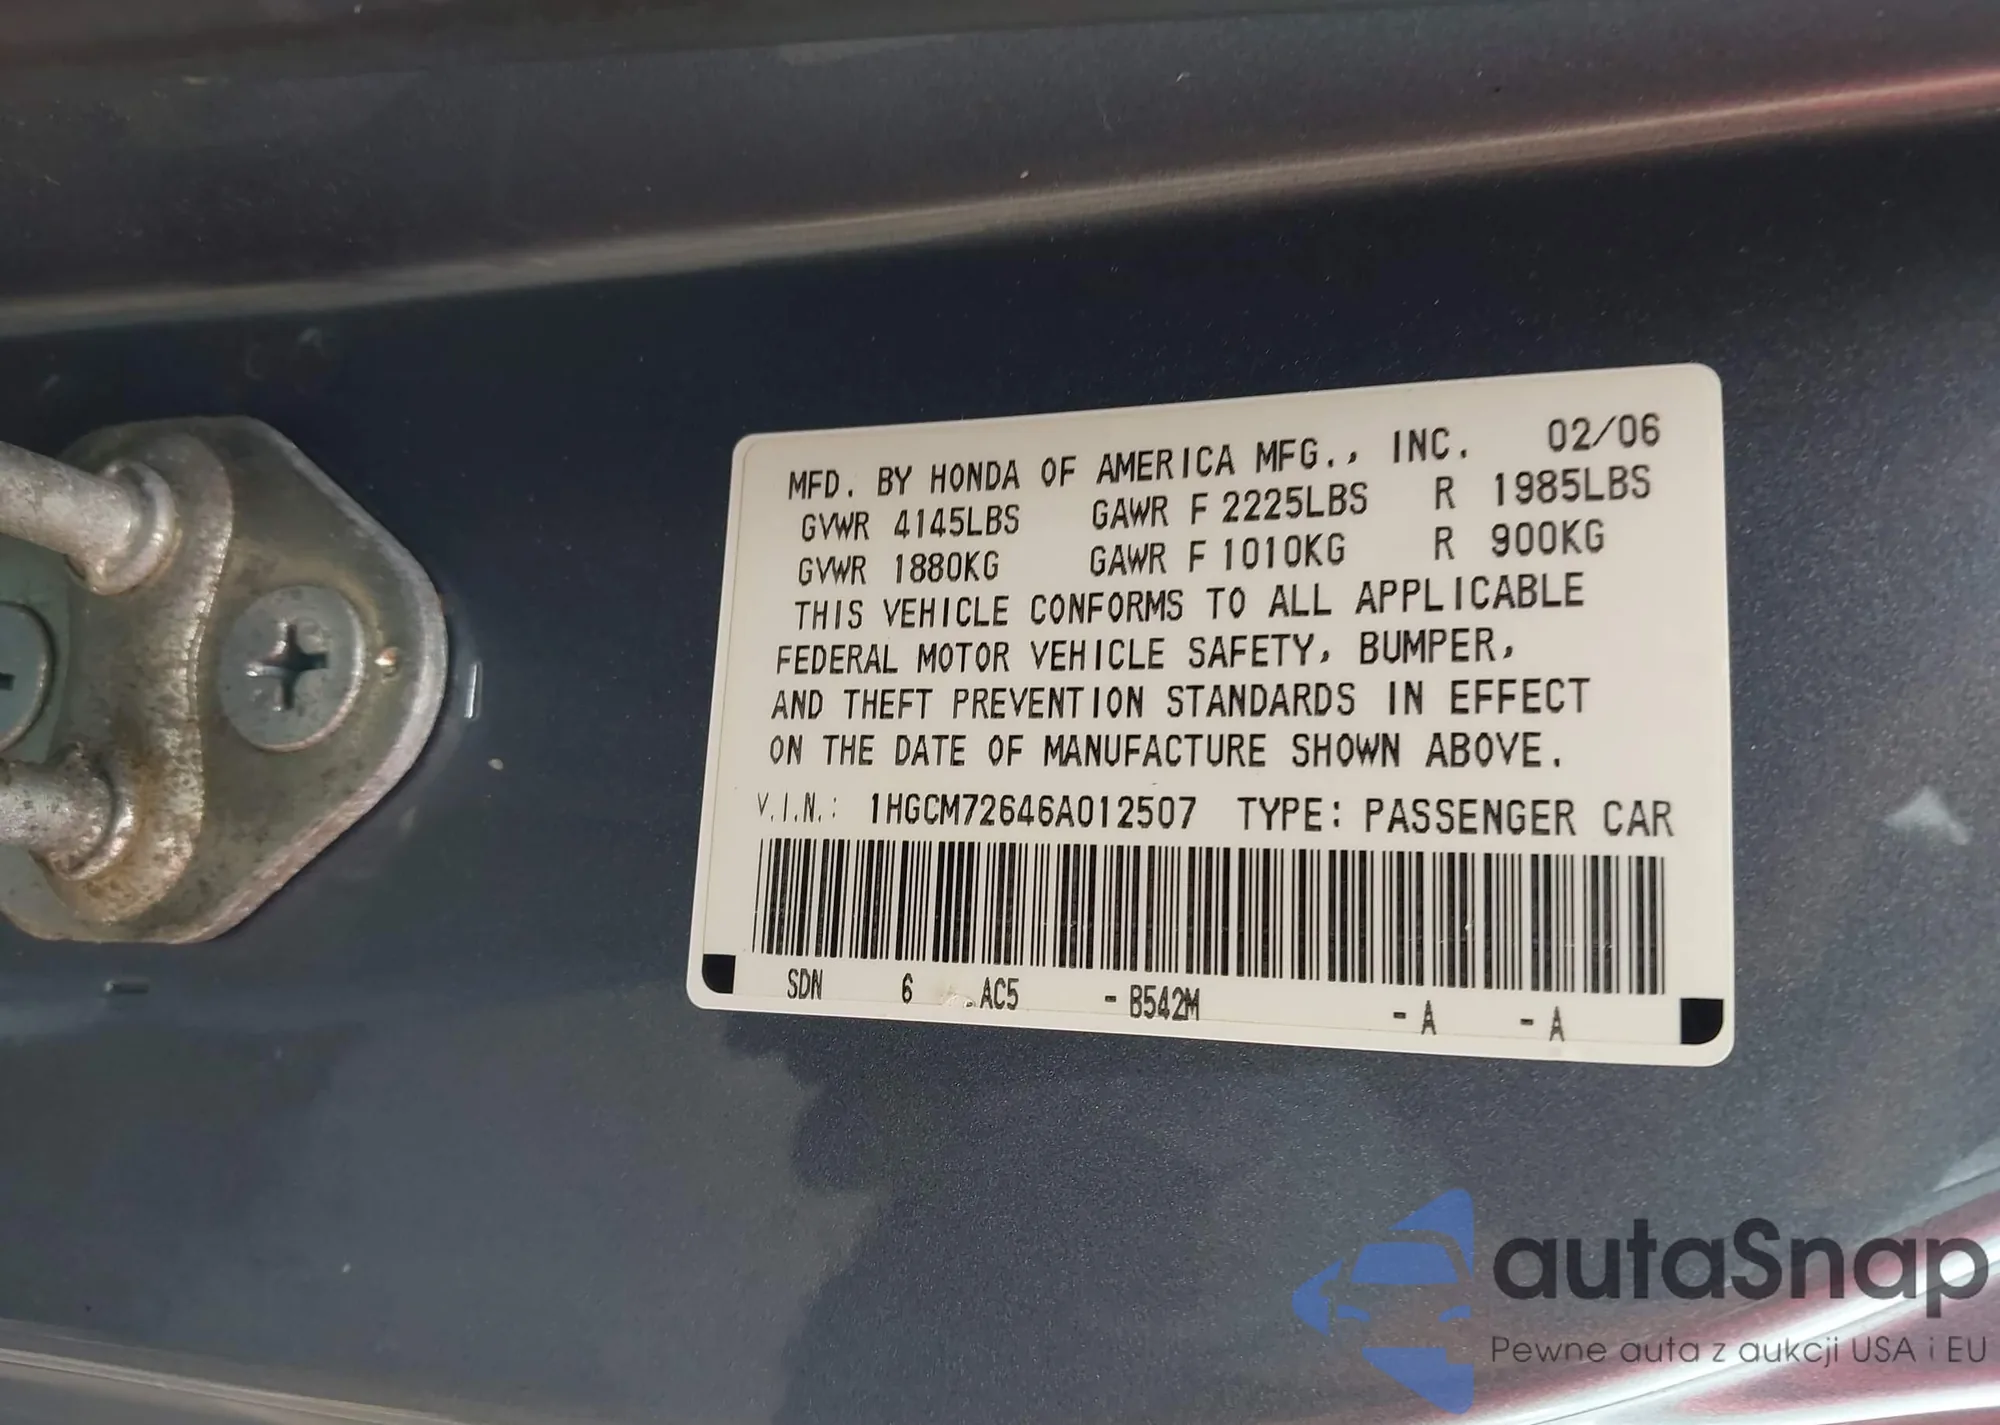 MFD. BY HONDA OF AMERICA MFG., INC. 02/06
GVWR 4145LBS GAWR F 2225LBS R 1985LBS
GVWR 1880KG GAWR F 1010KG R 900KG
THIS VEHICLE CONFORMS TO ALL APPLICABLE
FEDERAL MOTOR VEHICLE SAFETY, BUMPER,
AND THEFT PREVENTION STANDARDS IN EFFECT
ON THE DATE OF MANUFACTURE SHOWN ABOVE.
V.I.N.: 1HGCM72646A012507 TYPE: PASSENGER CAR
SDN 6 AC5 - B542M - A - A
autaSnap
Pewne auta z aukcji USA i EU